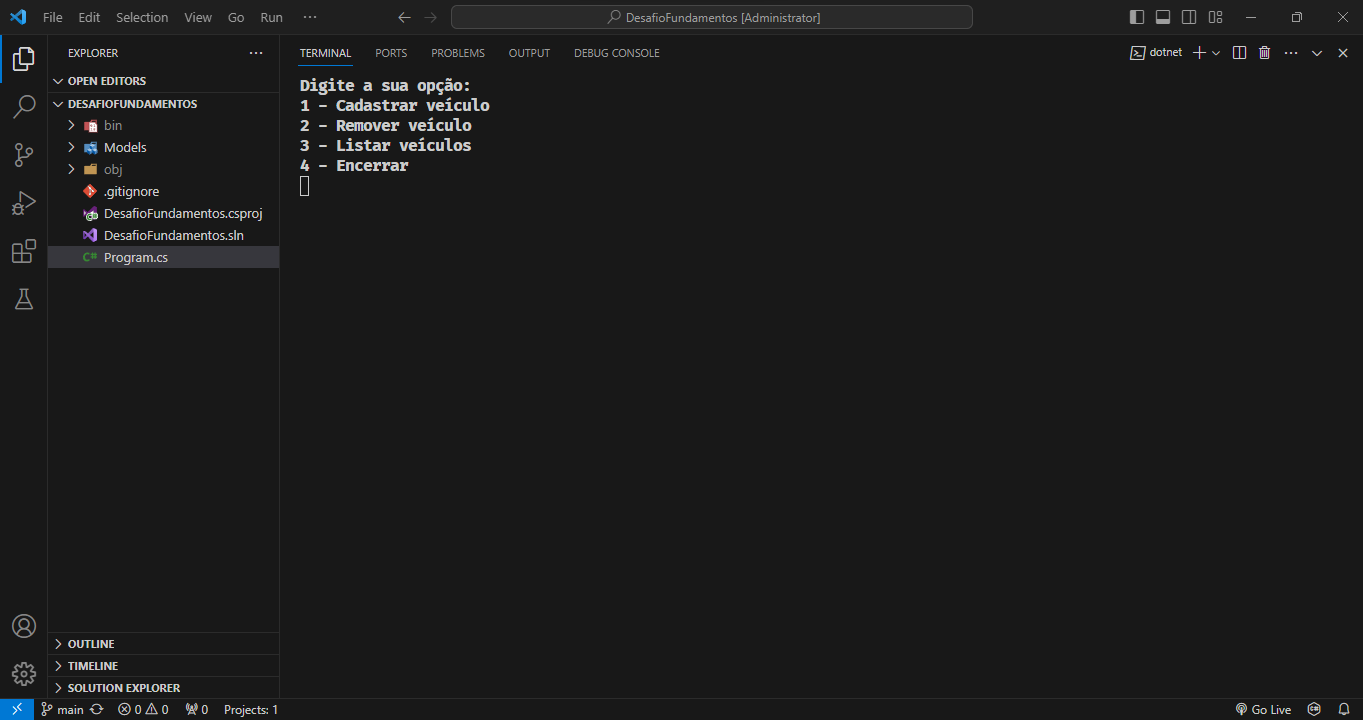 File Edit Selection View Go Run ···
DesafioFundamentos [Administrator]
EXPLORER ···
OPEN EDITORS
DESAFIOFUNDAMENTOS
bin
Models
obj
.gitignore
DesafioFundamentos.csproj
DesafioFundamentos.sln
C# Program.cs
OUTLINE
TIMELINE
SOLUTION EXPLORER
TERMINAL PORTS PROBLEMS OUTPUT DEBUG CONSOLE
dotnet
Digite a sua opção:
1 - Cadastrar veículo
2 - Remover veículo
3 - Listar veículos
4 - Encerrar
main 0 0 0 Projects: 1
Go Live